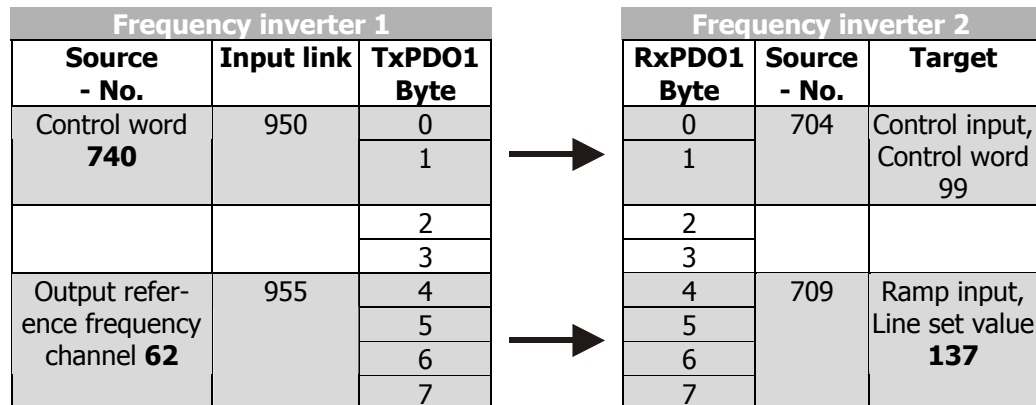 Frequency inverter 1
Source - No. Input link TxPDO1 Byte
Control word 740 950 0
1
2
3
Output refer-
ence frequency
channel 62 955 4
5
6
7
Frequency inverter 2
RxPDO1 Byte Source - No. Target
0 704 Control input,
1 Control word
99
2
3
4 709 Ramp input,
5 Line set value
6 137
7